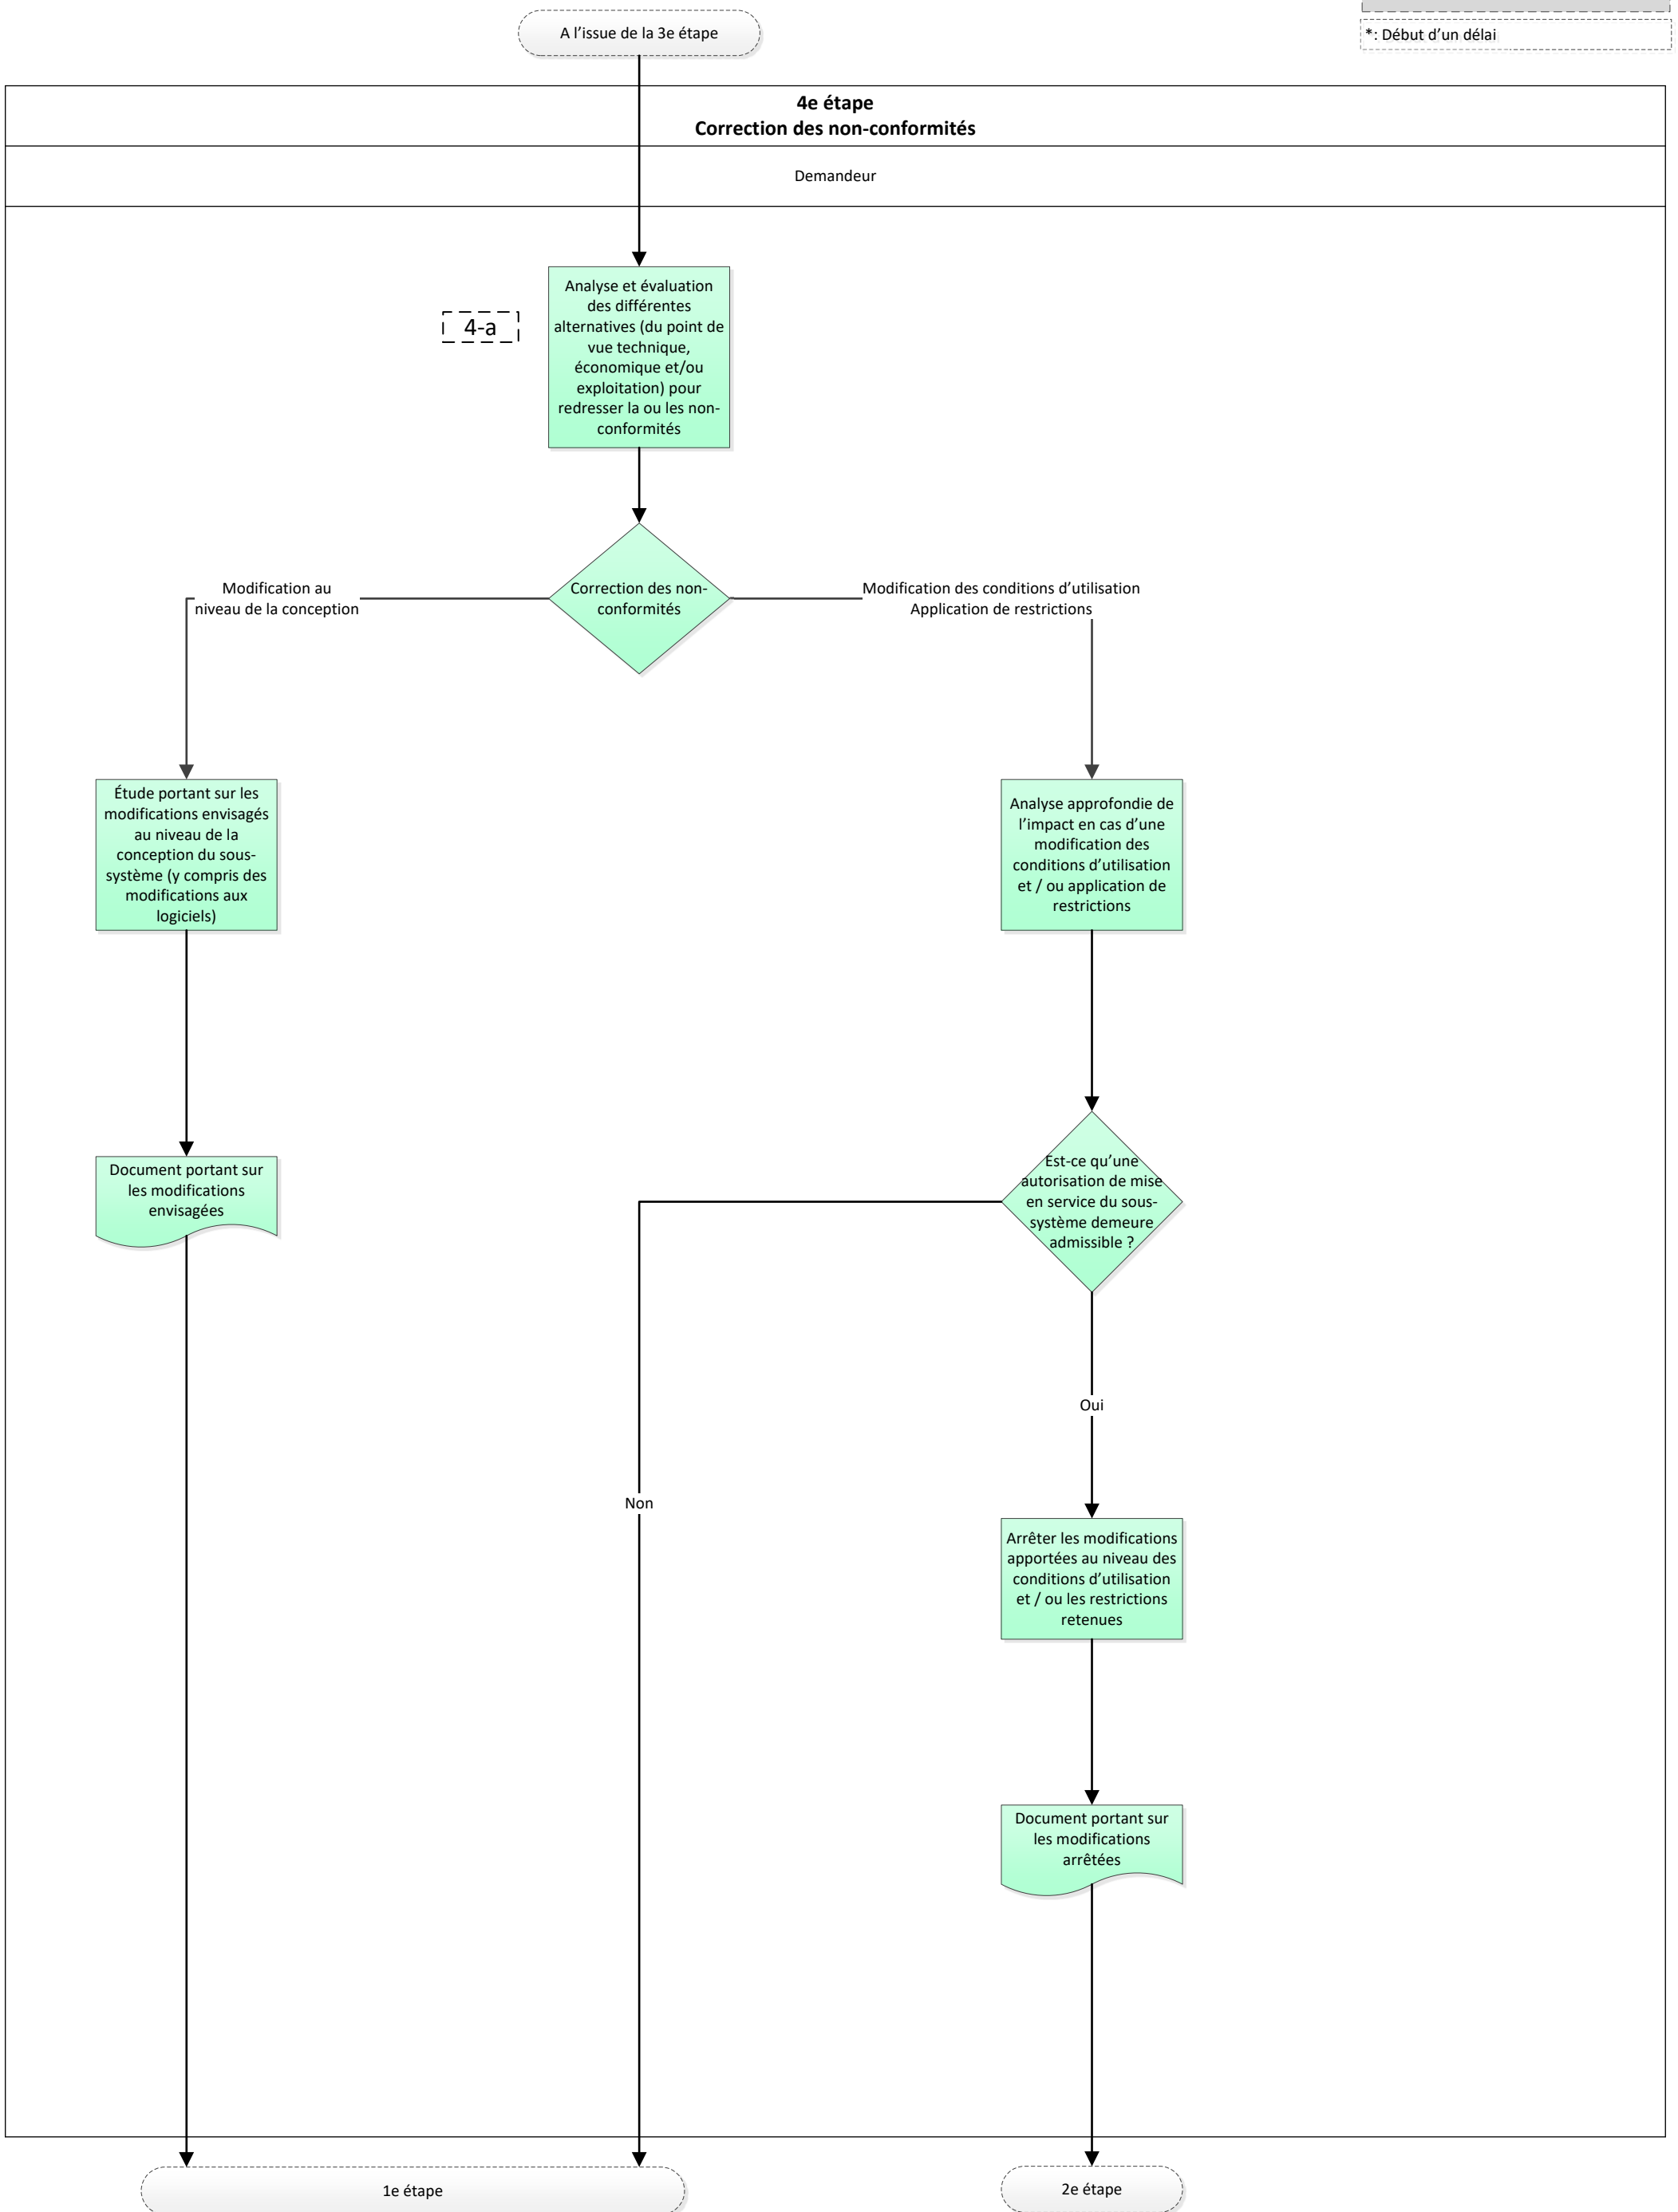 A l'issue de la 3e étape
*: Début d'un délai
4e étape
Correction des non-conformités
Demandeur
4-a
Analyse et évaluation
des différentes
alternatives (du point de
vue technique,
économique et/ou
exploitation) pour
redresser la ou les non-
conformités
Correction des non-
conformités
Modification au
niveau de la conception
Modification des conditions d'utilisation
Application de restrictions
Étude portant sur les
modifications envisagés
au niveau de la
conception du sous-
système (y compris des
modifications aux
logiciels)
Analyse approfondie de
l'impact en cas d'une
modification des
conditions d'utilisation
et / ou application de
restrictions
Document portant sur
les modifications
envisagées
Est-ce qu'une
autorisation de mise
en service du sous-
système demeure
admissible ?
Oui
Non
Arrêter les modifications
apportées au niveau des
conditions d'utilisation
et / ou les restrictions
retenues
Document portant sur
les modifications
arrêtées
1e étape
2e étape